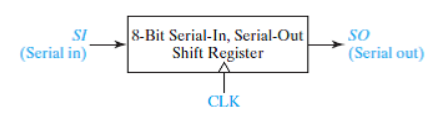 SI
(Serial in)
8-Bit Serial-In, Serial-Out
Shift Register
SO
(Serial out)
CLK